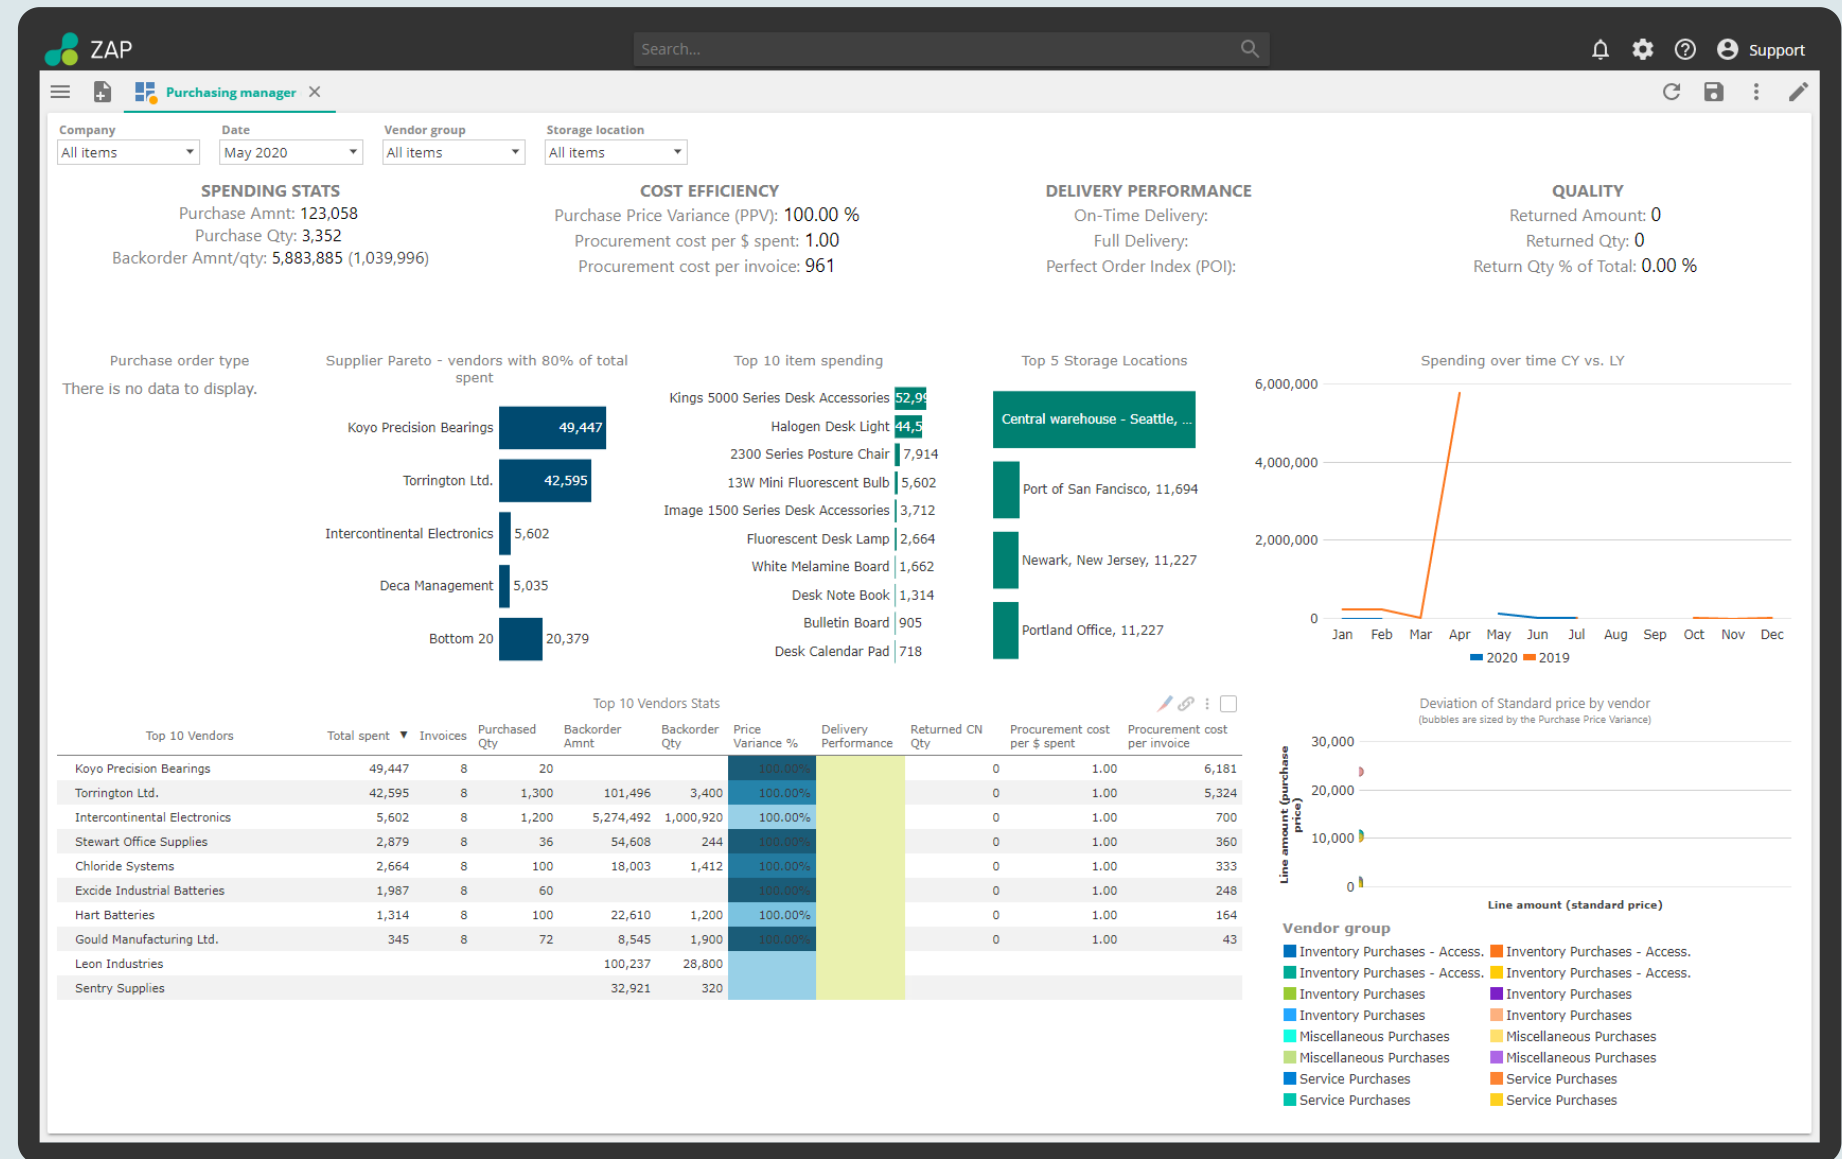 ZAP
Search...
Support
Purchasing manager
Company Date Vendor group Storage location
All items May 2020 All items All items
SPENDING STATS
Purchase Amnt: 123,058
Purchase Qty: 3,352
Backorder Amnt/qty: 5,883,885 (1,039,996)
COST EFFICIENCY
Purchase Price Variance (PPV): 100.00 %
Procurement cost per $ spent: 1.00
Procurement cost per invoice: 961
DELIVERY PERFORMANCE
On-Time Delivery:
Full Delivery:
Perfect Order Index (POI):
QUALITY
Returned Amount: 0
Returned Qty: 0
Return Qty % of Total: 0.00 %
Purchase order type
There is no data to display.
Supplier Pareto - vendors with 80% of total
spent
Koyo Precision Bearings 49,447
Torrington Ltd. 42,595
Intercontinental Electronics 5,602
Deca Management 5,035
Bottom 20 20,379
Top 10 item spending
Kings 5000 Series Desk Accessories 52,99
Halogen Desk Light 44,5
2300 Series Posture Chair 7,914
13W Mini Fluorescent Bulb 5,602
Image 1500 Series Desk Accessories 3,712
Fluorescent Desk Lamp 2,664
White Melamine Board 1,662
Desk Note Book 1,314
Bulletin Board 905
Desk Calendar Pad 718
Top 5 Storage Locations
Central warehouse - Seattle, ...
Port of San Fancisco, 11,694
Newark, New Jersey, 11,227
Portland Office, 11,227
Spending over time CY vs. LY
6,000,000
4,000,000
2,000,000
0
Jan Feb Mar Apr May Jun Jul Aug Sep Oct Nov Dec
2020 2019
Top 10 Vendors Stats
Top 10 Vendors Total spent ▼ Invoices Purchased Qty Backorder Amnt Backorder Qty Price Variance % Delivery Performance Returned CN Qty Procurement cost per $ spent Procurement cost per invoice
Koyo Precision Bearings 49,447 8 20 100.00% 0 1.00 6,181
Torrington Ltd. 42,595 8 1,300 101,496 3,400 100.00% 0 1.00 5,324
Intercontinental Electronics 5,602 8 1,200 5,274,492 1,000,920 100.00% 0 1.00 700
Stewart Office Supplies 2,879 8 36 54,608 244 100.00% 0 1.00 360
Chloride Systems 2,664 8 100 18,003 1,412 100.00% 0 1.00 333
Excide Industrial Batteries 1,987 8 60 100.00% 0 1.00 248
Hart Batteries 1,314 8 100 22,610 1,200 100.00% 0 1.00 164
Gould Manufacturing Ltd. 345 8 72 8,545 1,900 100.00% 0 1.00 43
Leon Industries 100,237 28,800
Sentry Supplies 32,921 320
Deviation of Standard price by vendor
(bubbles are sized by the Purchase Price Variance)
Line amount (purchase
price)
30,000
20,000
10,000
0
Line amount (standard price)
Vendor group
Inventory Purchases - Access. Inventory Purchases - Access.
Inventory Purchases - Access. Inventory Purchases - Access.
Inventory Purchases Inventory Purchases
Inventory Purchases Inventory Purchases
Miscellaneous Purchases Miscellaneous Purchases
Miscellaneous Purchases Miscellaneous Purchases
Service Purchases Service Purchases
Service Purchases Service Purchases